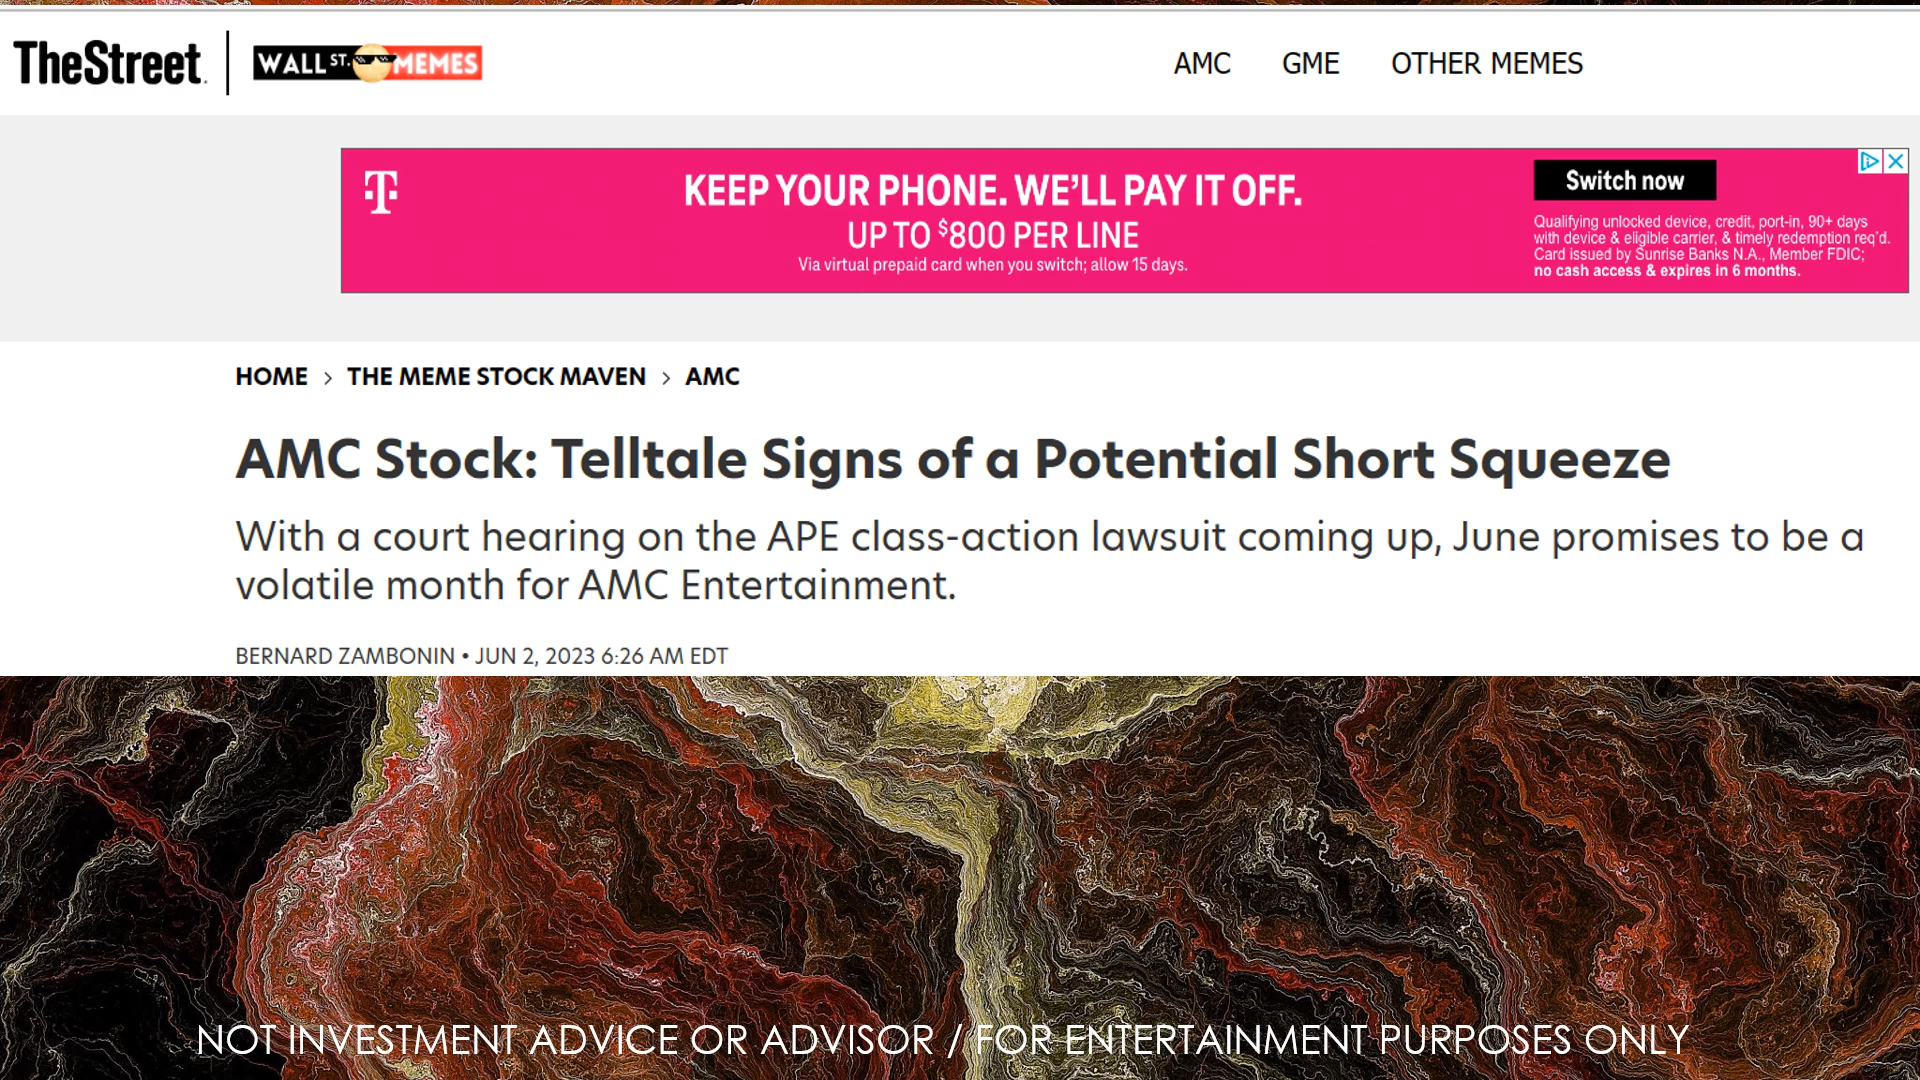 TheStreet
WALL ST. MEMES
AMC GME OTHER MEMES
KEEP YOUR PHONE. WE'LL PAY IT OFF.
UP TO $800 PER LINE
Via virtual prepaid card when you switch; allow 15 days.
Switch now
Qualifying unlocked device, credit, port-in, 90+ days
with device & eligible carrier, & timely redemption req'd.
Card issued by Sunrise Banks N.A., Member FDIC;
no cash access & expires in 6 months.
HOME > THE MEME STOCK MAVEN > AMC
AMC Stock: Telltale Signs of a Potential Short Squeeze
With a court hearing on the APE class-action lawsuit coming up, June promises to be a
volatile month for AMC Entertainment.
BERNARD ZAMBONIN • JUN 2, 2023 6:26 AM EDT
NOT INVESTMENT ADVICE OR ADVISOR / FOR ENTERTAINMENT PURPOSES ONLY